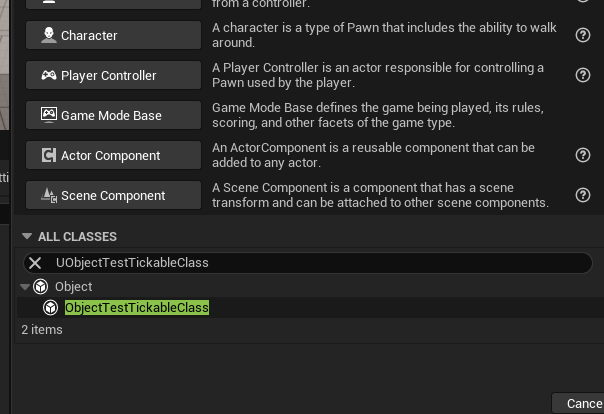 from a controller.
Character
A character is a type of Pawn that includes the ability to walk
around.
Player Controller
A Player Controller is an actor responsible for controlling a
Pawn used by the player.
Game Mode Base
Game Mode Base defines the game being played, its rules,
scoring, and other facets of the game type.
Actor Component
An ActorComponent is a reusable component that can be
added to any actor.
Scene Component
A Scene Component is a component that has a scene
transform and can be attached to other scene components.
ALL CLASSES
UObjectTestTickableClass
Object
ObjectTestTickableClass
2 items
Cance